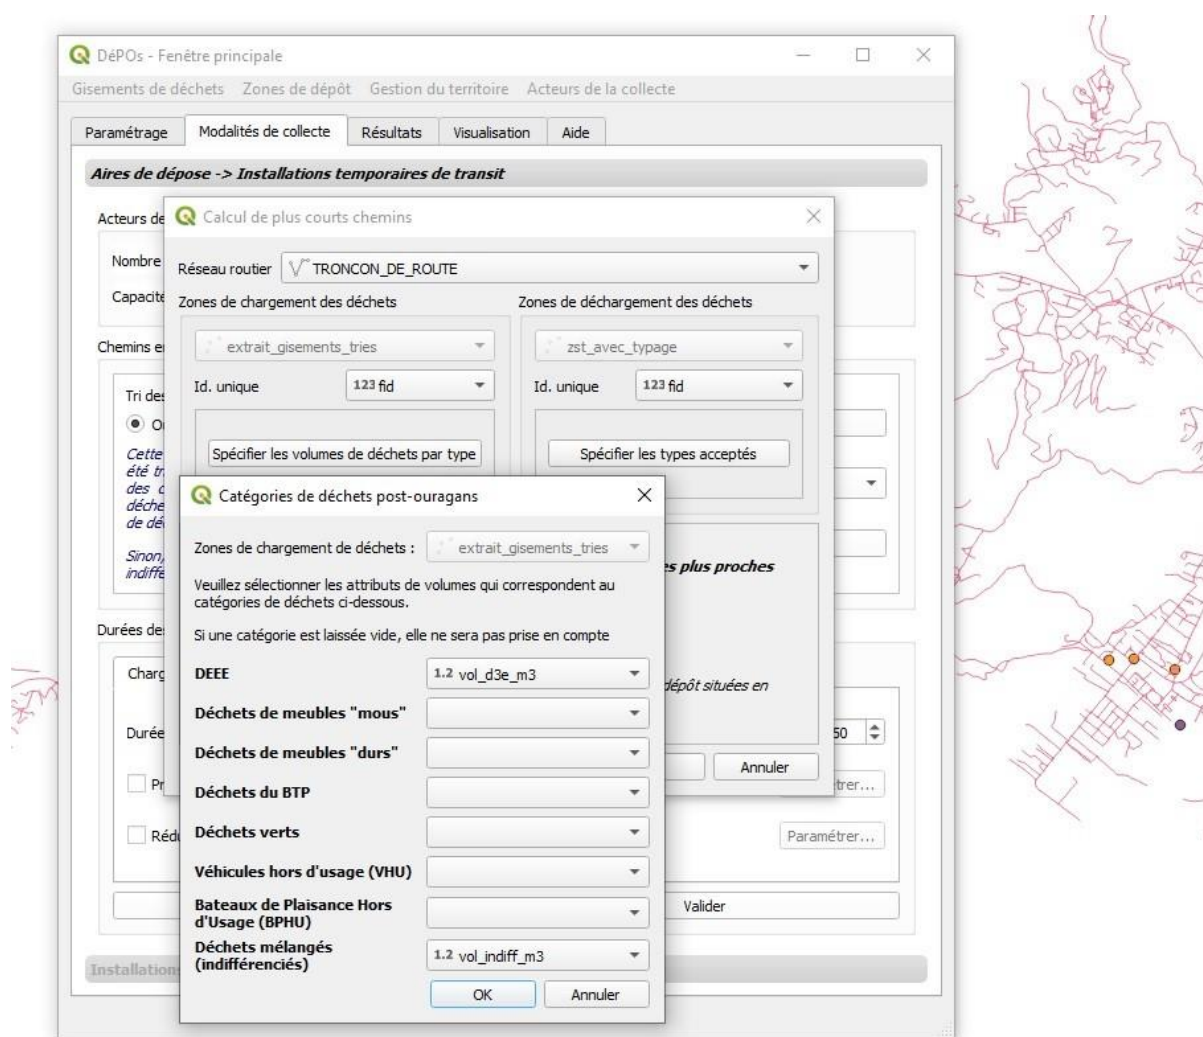 DéPOs - Fenêtre principale
Gisements de déchets Zones de dépôt Gestion du territoire Acteurs de la collecte
Paramétrage Modalités de collecte Résultats Visualisation Aide
Aires de dépose -> Installations temporaires de transit
Acteurs de
Nombre
Capacité
Chemins e
Tri des
Cette
été
des
de
Sinon,
Durées de
Charg
Durée
Pr
Installation
Calcul de plus courts chemins
Réseau routier TRONCON_DE_ROUTE
Zones de chargement des déchets Zones de déchargement des déchets
extrait_gisements_tries zst_avec_typage
Id. unique 123 fid Id. unique 123 fid
Spécifier les volumes de déchets par type Spécifier les types acceptés
es plus proches
dépôt situées en
50
Annuler
trer...
Paramétrer...
Valider
Catégories de déchets post-ouragans
Zones de chargement de déchets : extrait_gisements_tries
Veuillez sélectionner les attributs de volumes qui correspondent au
catégories de déchets ci-dessous.
Si une catégorie est laissée vide, elle ne sera pas prise en compte
DEEE 1.2 vol_d3e_m3
Déchets de meubles "mous"
Déchets de meubles "durs"
Déchets du BTP
Déchets verts
Véhicules hors d'usage (VHU)
Bateaux de Plaisance Hors
d'Usage (BPHU)
Déchets mélangés
(indifférenciés) 1.2 vol_indiff_m3
OK Annuler